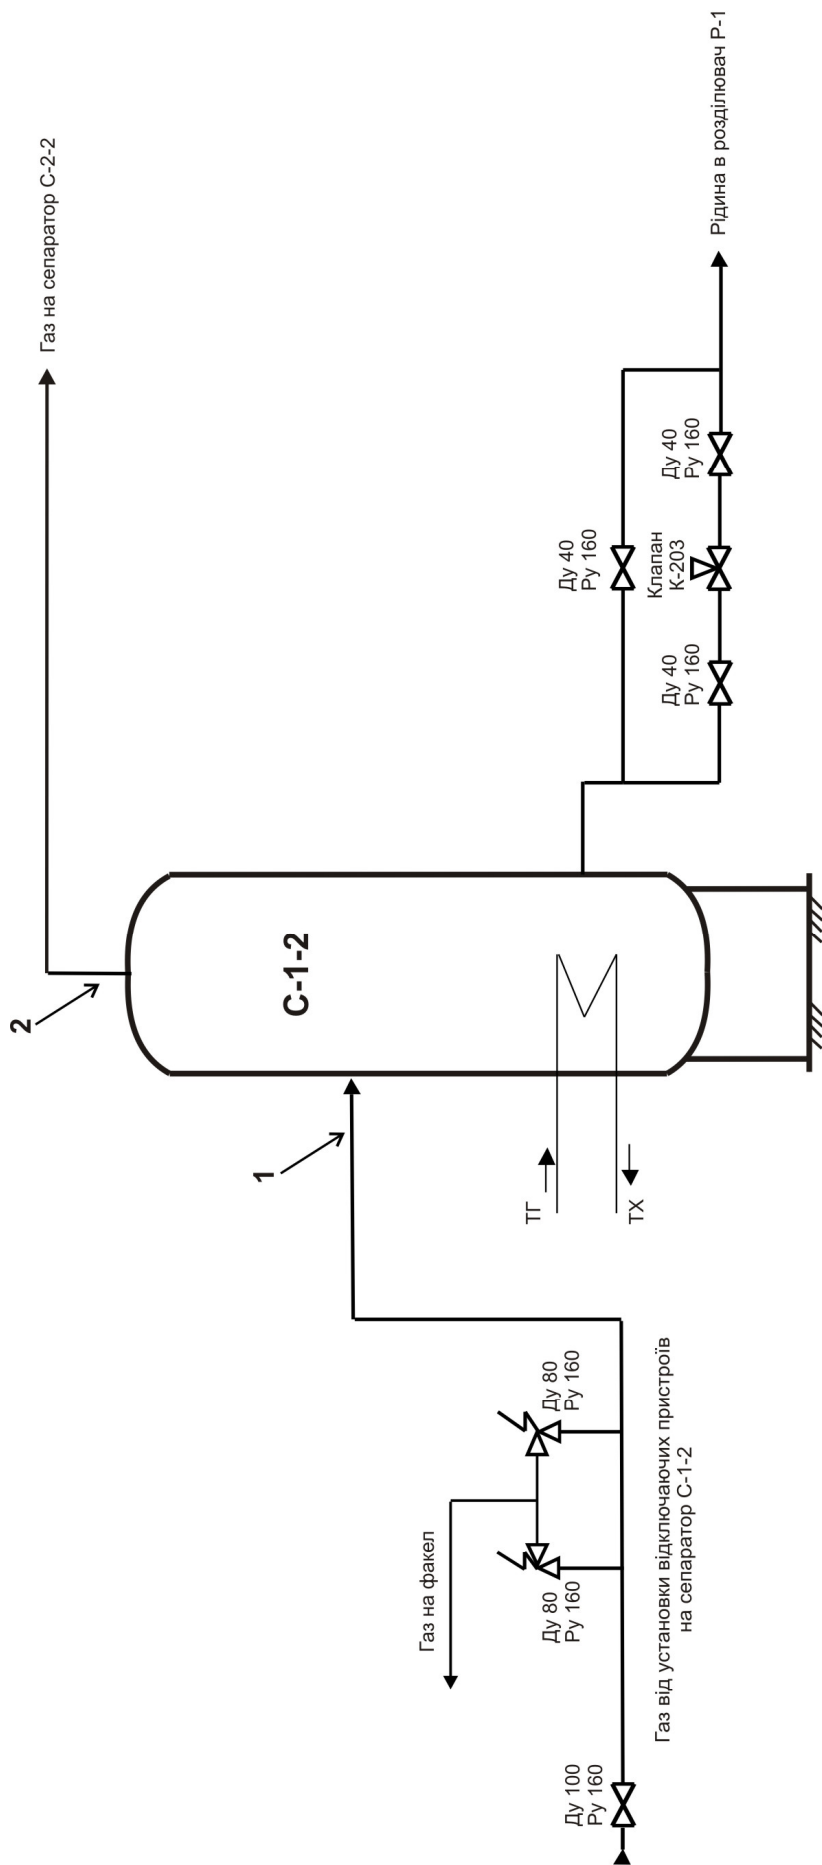 Газ на сепаратор С-2-2
2
С-1-2
1
ТГ
ТХ
Ду 40
Ру 160
Клапан
К-203
Ду 40
Ру 160
Ду 40
Ру 160
Рідина в розділювач Р-1
Газ на факел
Ду 80
Ру 160
Ду 80
Ру 160
Ду 100
Ру 160
Газ від установки відключаючих пристроїв
на сепаратор С-1-2